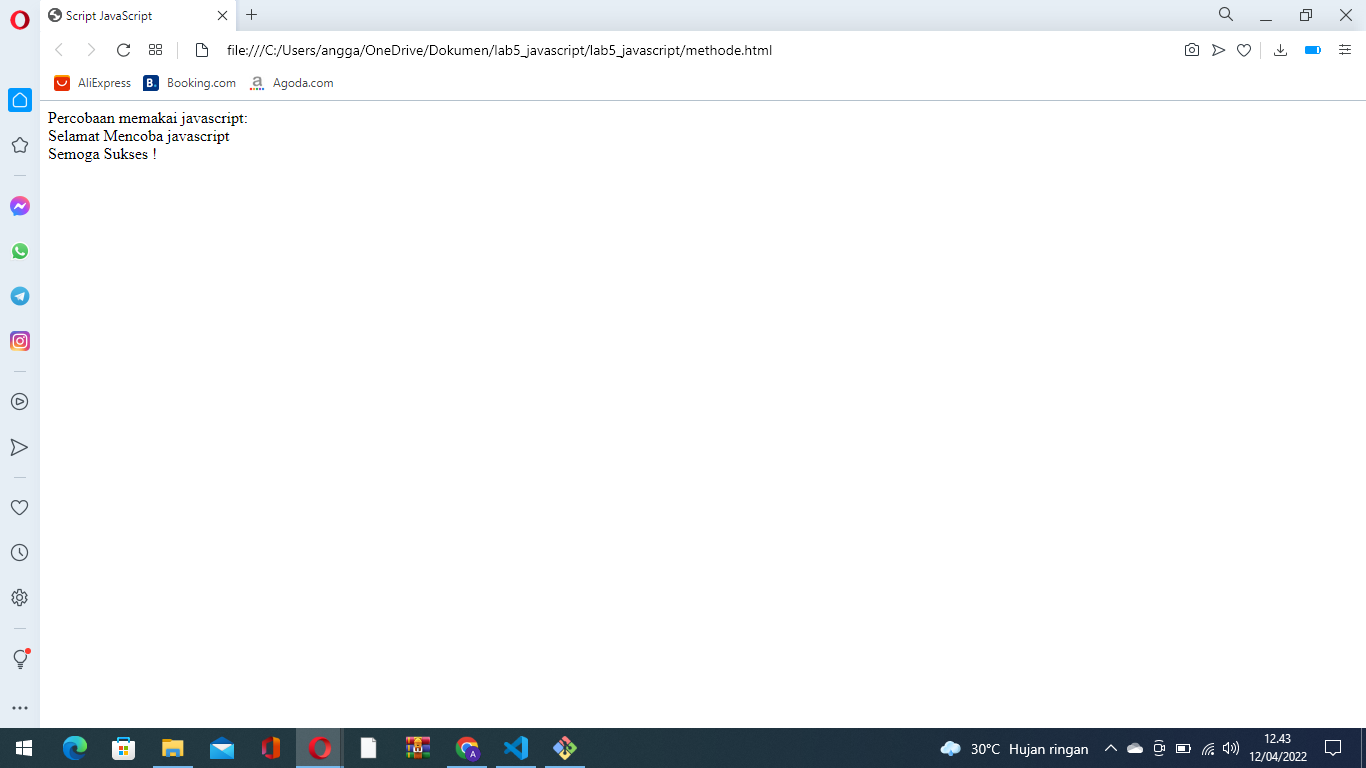 Script JavaScript
file:///C:/Users/angga/OneDrive/Dokumen/lab5_javascript/lab5_javascript/methode.html
AliExpress
B. Booking.com
a Agoda.com
Percobaan memakai javascript:
Selamat Mencoba javascript
Semoga Sukses !
A
30°C Hujan ringan
12.43
12/04/2022